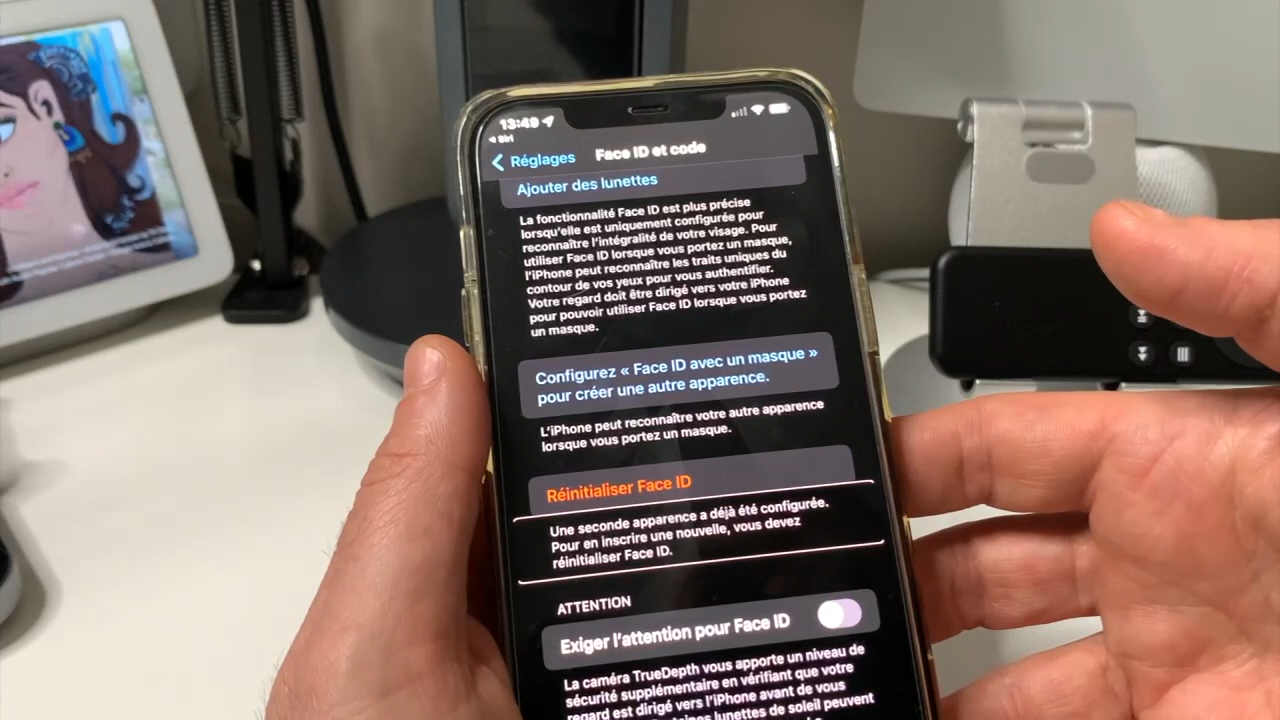 13:49
Siri
Réglages
Face ID et code
Ajouter des lunettes
La fonctionnalité Face ID est plus précise
lorsqu'elle est uniquement configurée pour
reconnaître l'intégralité de votre visage. Pour
utiliser Face ID lorsque vous portez un masque,
l'iPhone peut reconnaître les traits uniques du
contour de vos yeux pour vous authentifier.
Votre regard doit être dirigé vers votre iPhone
pour pouvoir utiliser Face ID lorsque vous portez
un masque.
Configurez « Face ID avec un masque »
pour créer une autre apparence.
L'iPhone peut reconnaître votre autre apparence
lorsque vous portez un masque.
Réinitialiser Face ID
Une seconde apparence a déjà été configurée.
Pour en inscrire une nouvelle, vous devez
réinitialiser Face ID.
ATTENTION
Exiger l'attention pour Face ID
La caméra TrueDepth vous apporte un niveau de
sécurité supplémentaire en vérifiant que votre
regard est dirigé vers l'iPhone avant de vous
lunettes de soleil peuvent